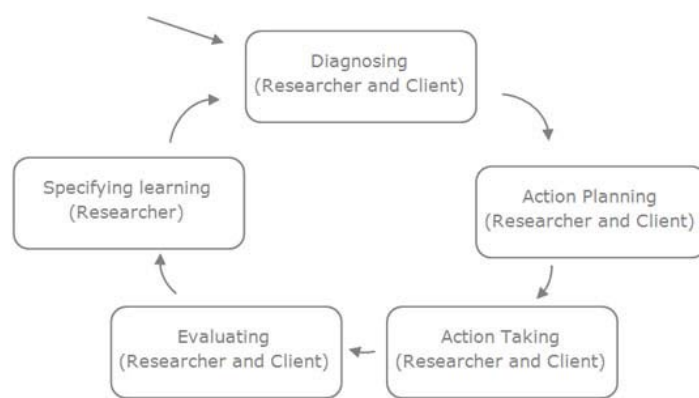 Diagnosing
(Researcher and Client)
Action Planning
(Researcher and Client)
Action Taking
(Researcher and Client)
Evaluating
(Researcher and Client)
Specifying learning
(Researcher)